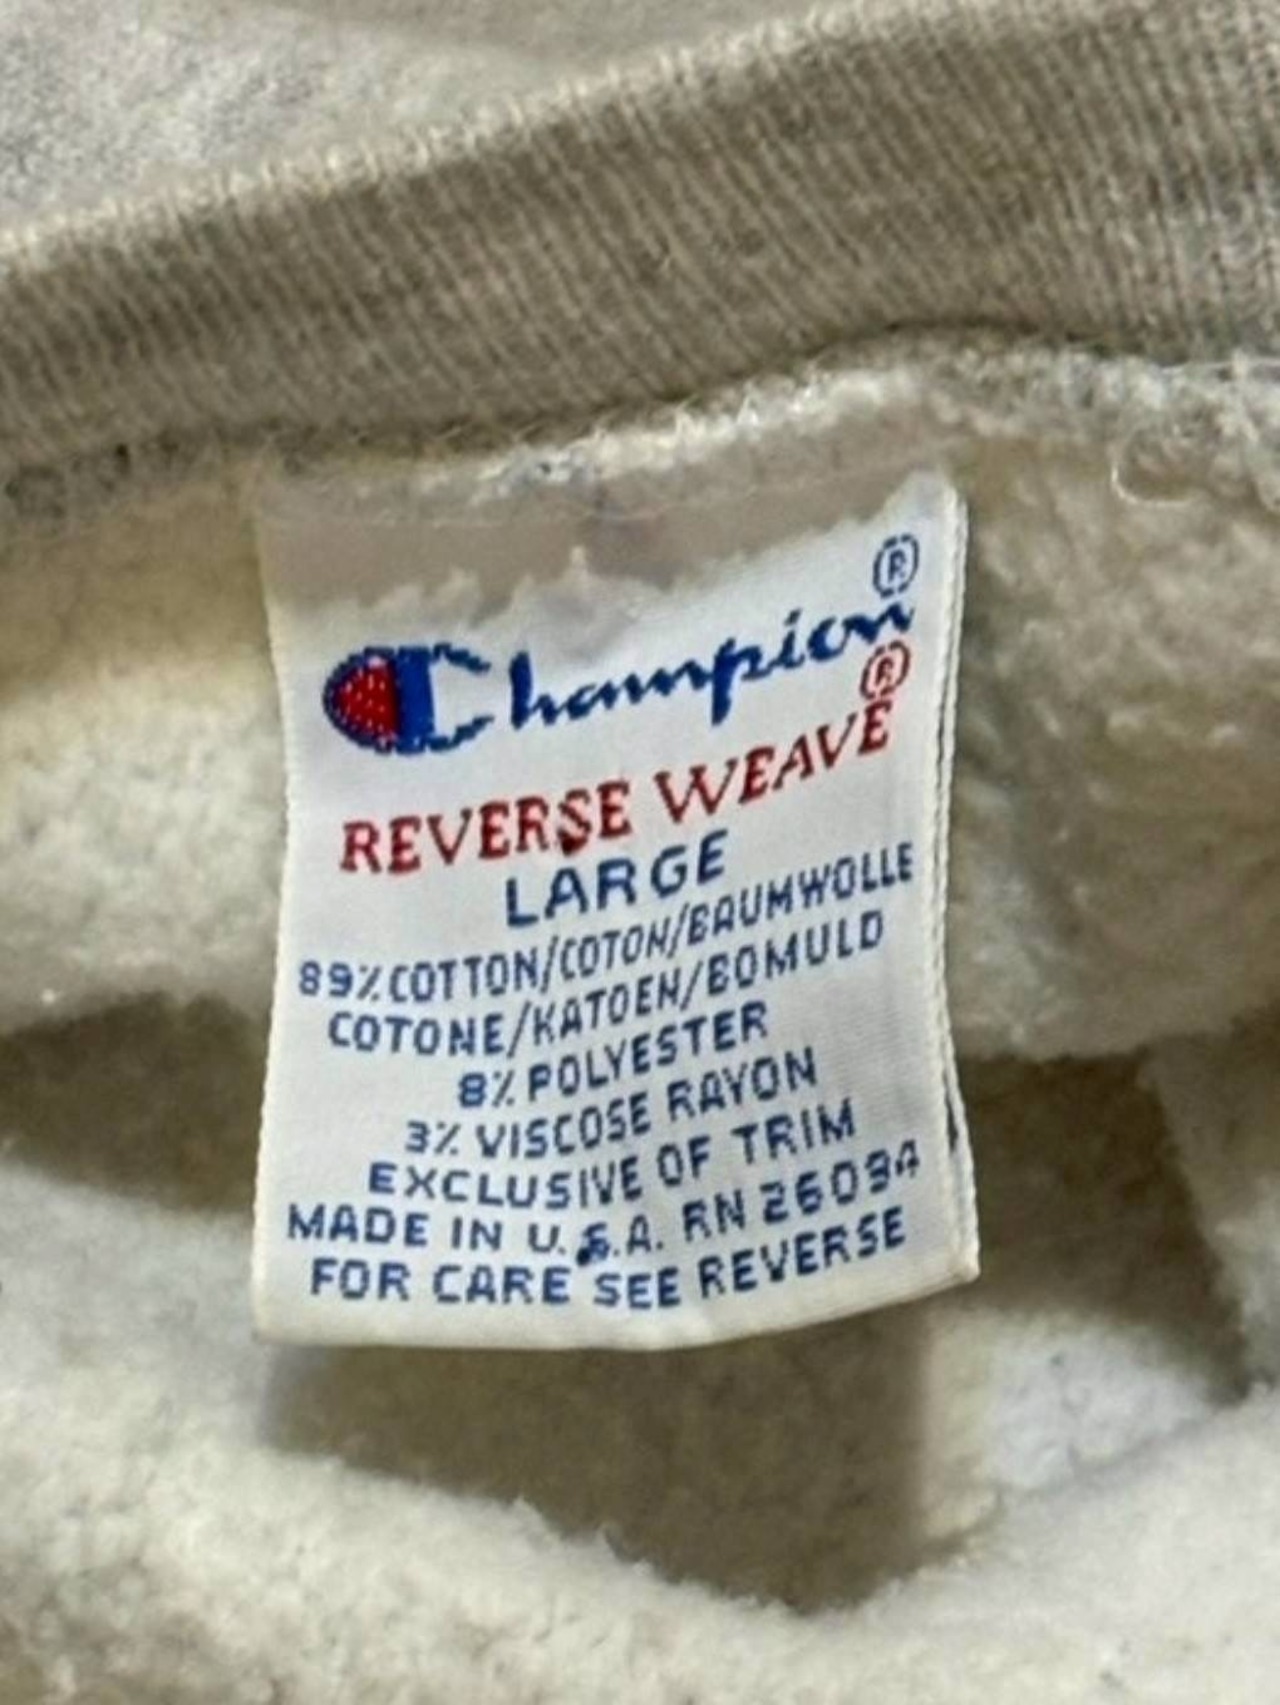 Champion®
REVERSE WEAVE®
LARGE
89% COTTON/COTON/BAUMWOLLE
COTONE/KATOEN/BOMULD
8% POLYESTER
3% VISCOSE RAYON
EXCLUSIVE OF TRIM
MADE IN U.S.A. RN 26094
FOR CARE SEE REVERSE